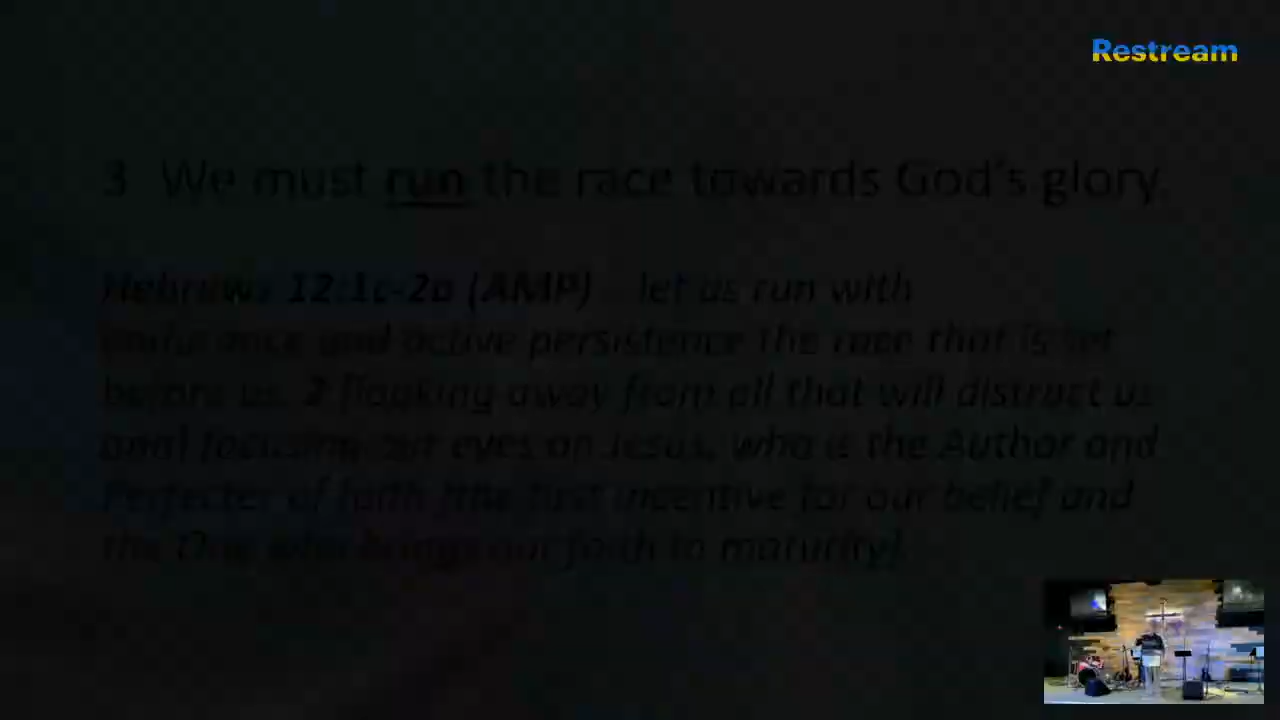 Restream
3 We must run the race towards God's glory
Hebrews 12:1c-2a (AMP) let us run with
endurance and active persistence the race that is set
before us, 2 [looking away from all that will distract us
and] focusing our eyes on Jesus, who is the Author and
Perfecter of faith [the first incentive for our belief and
the One who brings our faith to maturity]